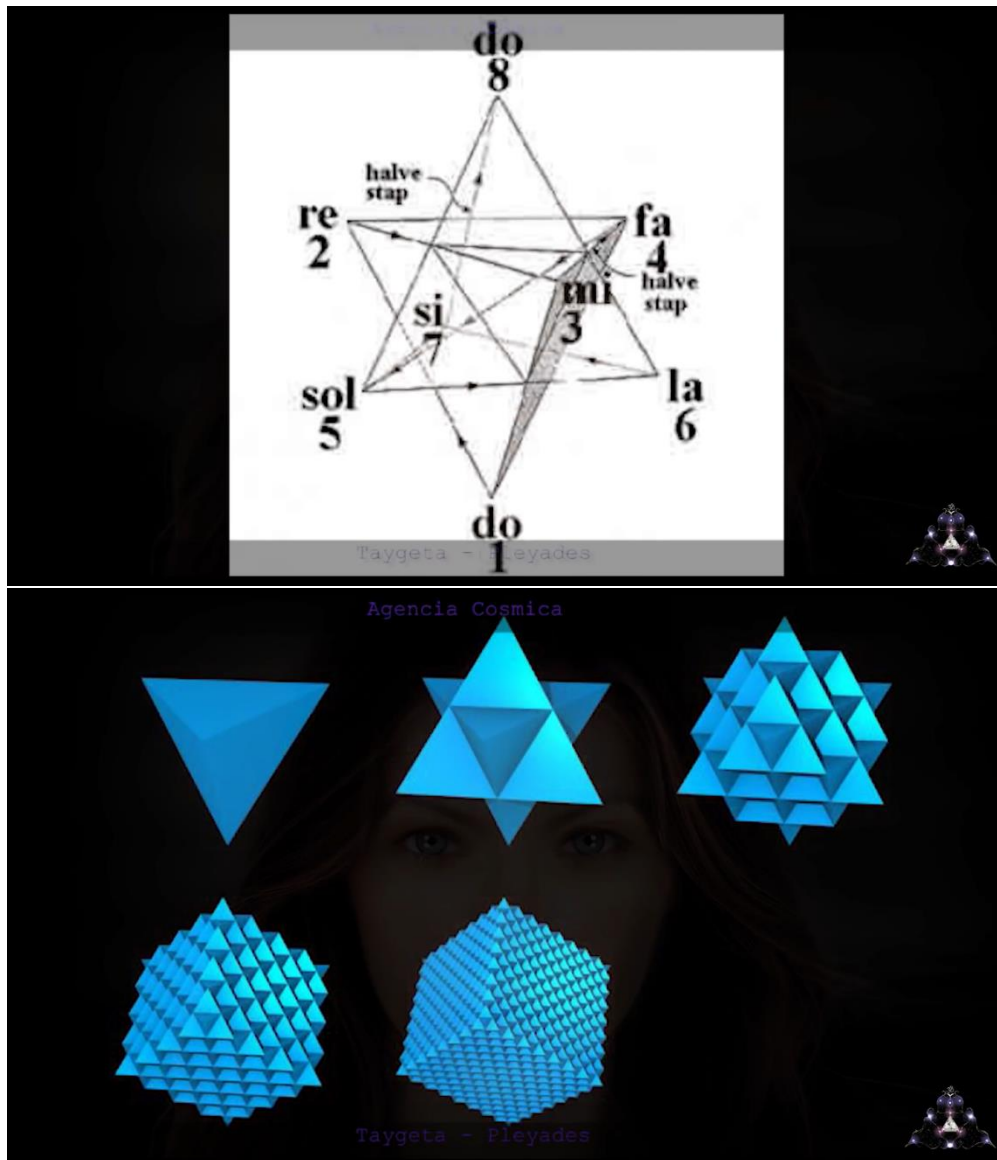 do
8
halve
stap
re
2
fa
4
halve
stap
mi
3
si
7
sol
5
la
6
do
1
Taygeta - Pleyades
Agencia Cosmica
Taygeta - Pleyades